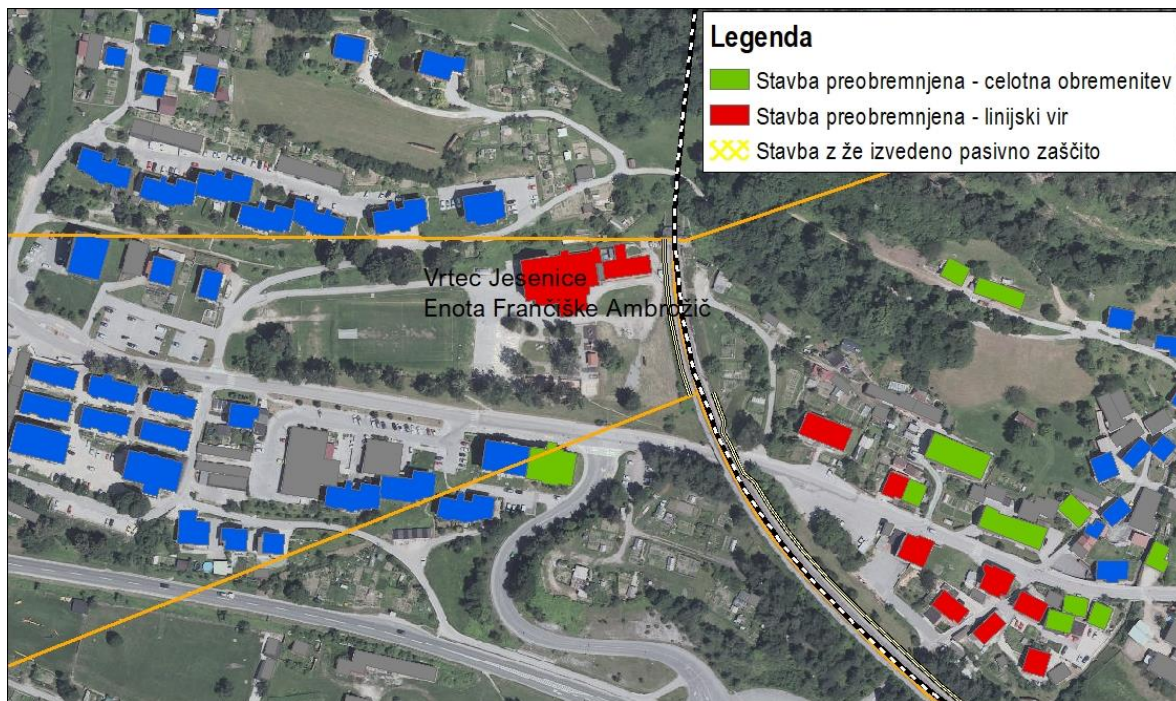 Legenda
Stavba preobremnjena - celotna obremenitev
Stavba preobremnjena - linijski vir
Stavba z že izvedeno pasivno zaščito
Vrtec Jesenice
Enota Frančiške Ambrožič